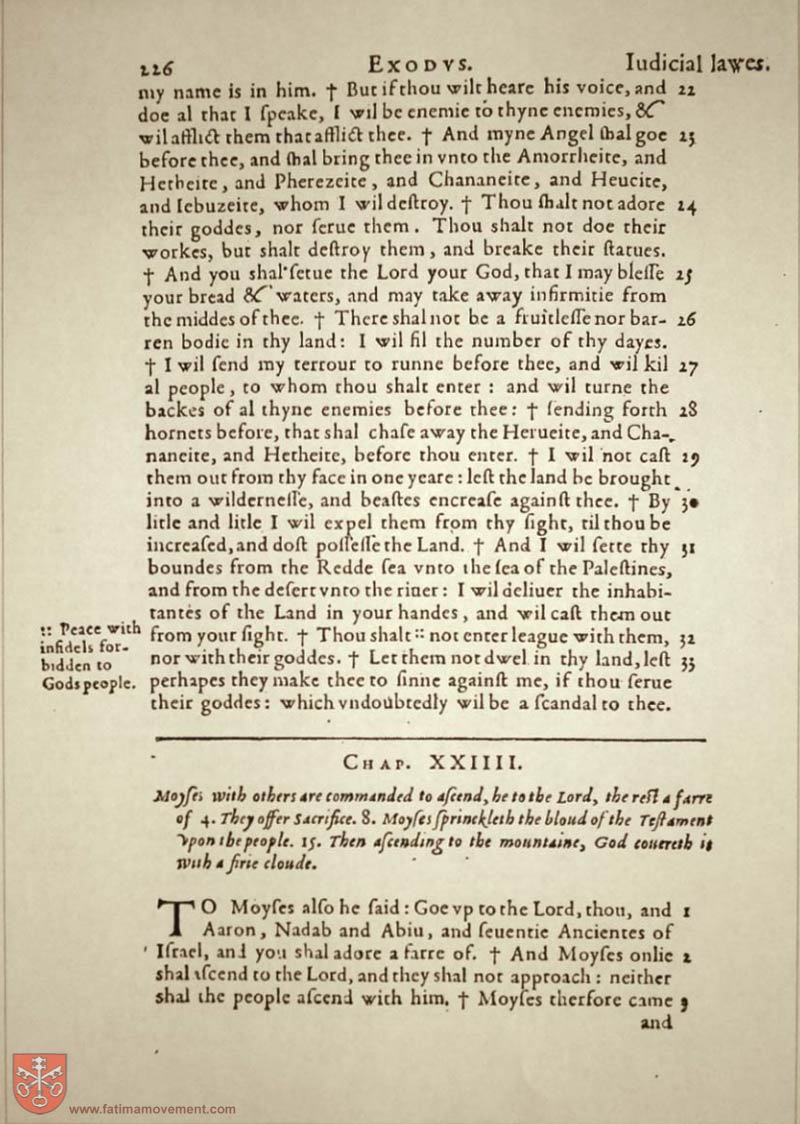 226 EXODVS. Iudicial lawes.
my name is in him. † But if thou wilt heare his voice, and 22
doe al that I ſpeake, I wil be enemie to thyne enemies, &
wil afflict them that afflict thee. † And myne Angel ſhal goe 23
before thee, and ſhal bring thee in vnto the Amorrheite, and
Hetheite, and Pherezeite, and Chananeite, and Heueite,
and Iebuzeite, whom I wil deſtroy. † Thou ſhalt not adore 24
their goddes, nor ſerue them. Thou shalt not doe their
workes, but shalt deſtroy them, and breake their ſtatues.
† And you shal ſerue the Lord your God, that I may bleſſe 25
your bread & waters, and may take away infirmitie from
the middes of thee. † There shal not be a fruitleſſe nor bar- 26
ren bodie in thy land: I wil fil the number of thy dayes.
† I wil ſend my terrour to runne before thee, and wil kil 27
al people, to whom thou shalt enter: and wil turne the
backes of al thyne enemies before thee: † ſending forth 28
hornets before, that shal chaſe away the Heueite, and Cha-
naneite, and Hetheite, before thou enter. † I wil not caſt 29
them out from thy face in one yeare: leſt the land be brought
into a wilderneſſe, and beaſtes encreaſe againſt thee. † By 30
litle and litle I wil expel them from thy ſight, til thou be
increaſed, and doſt poſſeſſe the Land. † And I wil ſette thy 31
boundes from the Redde ſea vnto the ſea of the Paleſtines,
and from the deſert vnto the riuer: I wil deliuer the inhabi-
tantes of the Land in your handes, and wil caſt them out
from your ſight. † Thou shalt :: not enter league with them, 32
nor with their goddes. † Let them not dwel in thy land, leſt 33
perhapes they make thee to ſinne againſt me, if thou ſerue
their goddes: which vndoubtedly wil be a ſcandal to thee.
:: Peace with
infidels for-
bidden to
Gods people.
CHAP. XXIIII.
Moyſes with others are commanded to aſcend, he to the Lord, the reſt a farre
of 4. They offer Sacrifice. 8. Moyſes ſprinckleth the bloud of the Teſtament
vpon the people. 15. Then aſcending to the mountaine, God couereth it
with a firie cloude.
TO Moyſes alſo he ſaid: Goe vp to the Lord, thou, and 1
Aaron, Nadab and Abiu, and ſeuentie Ancientes of
Iſrael, and you shal adore a farre of. † And Moyſes onlie 2
shal aſcend to the Lord, and they shal not approach: neither
shal the people aſcend with him. † Moyſes therfore came 3
and
www.fatimamovement.com